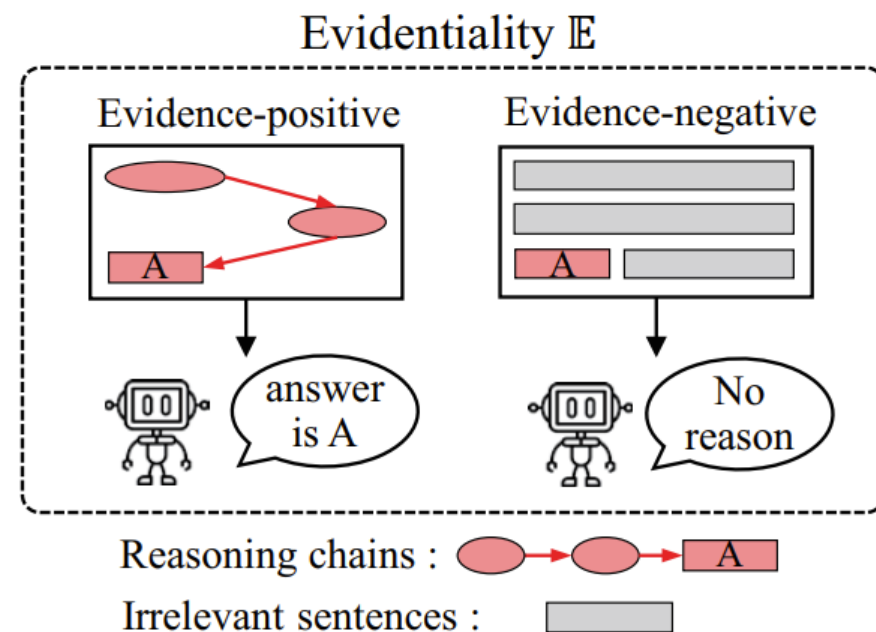 Evidentiality 𝔼
Evidence-positive
Evidence-negative
A
A
answer
is A
No
reason
Reasoning chains :
A
Irrelevant sentences :